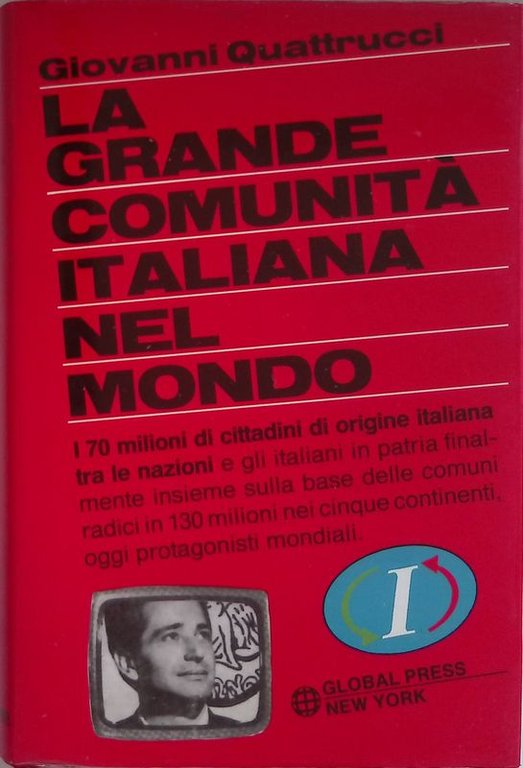 Giovanni Quattrucci
LA
GRANDE
COMUNITÀ
ITALIANA
NEL
MONDO
I 70 milioni di cittadini di origine italiana
tra le nazioni e gli italiani in patria final-
mente insieme sulla base delle comuni
radici in 130 milioni nei cinque continenti,
oggi protagonisti mondiali.
I
GLOBAL PRESS
NEW YORK